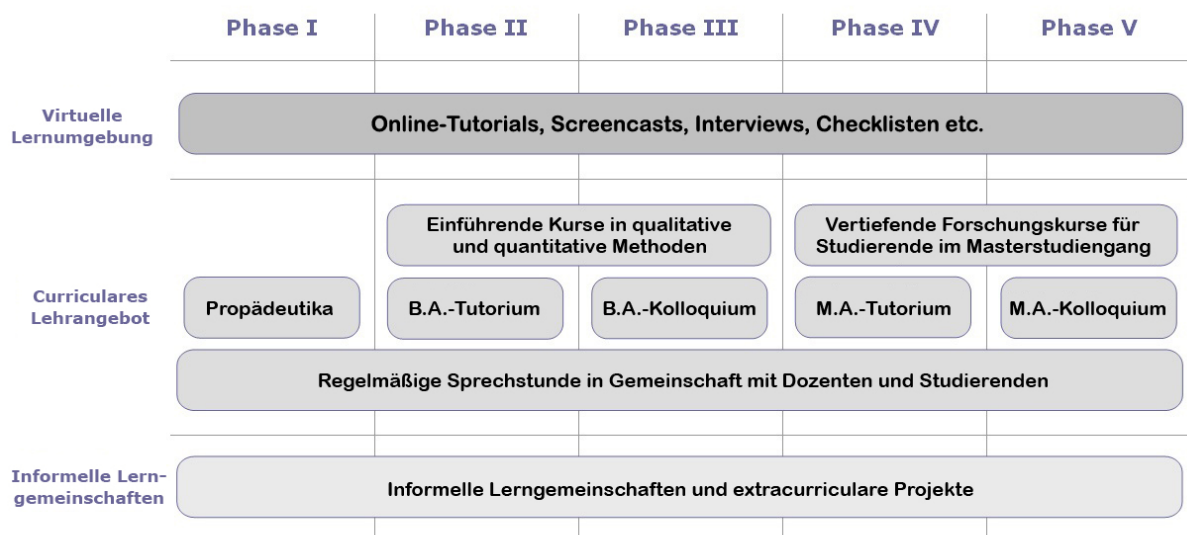 Phase I
Phase II
Phase III
Phase IV
Phase V
Virtuelle
Lernumgebung
Online-Tutorials, Screencasts, Interviews, Checklisten etc.
Curriculares
Lehrangebot
Einführende Kurse in qualitative
und quantitative Methoden
Vertiefende Forschungskurse für
Studierende im Masterstudiengang
Propädeutika
B.A.-Tutorium
B.A.-Kolloquium
M.A.-Tutorium
M.A.-Kolloquium
Regelmäßige Sprechstunde in Gemeinschaft mit Dozenten und Studierenden
Informelle Lern-
gemeinschaften
Informelle Lerngemeinschaften und extracurriculare Projekte